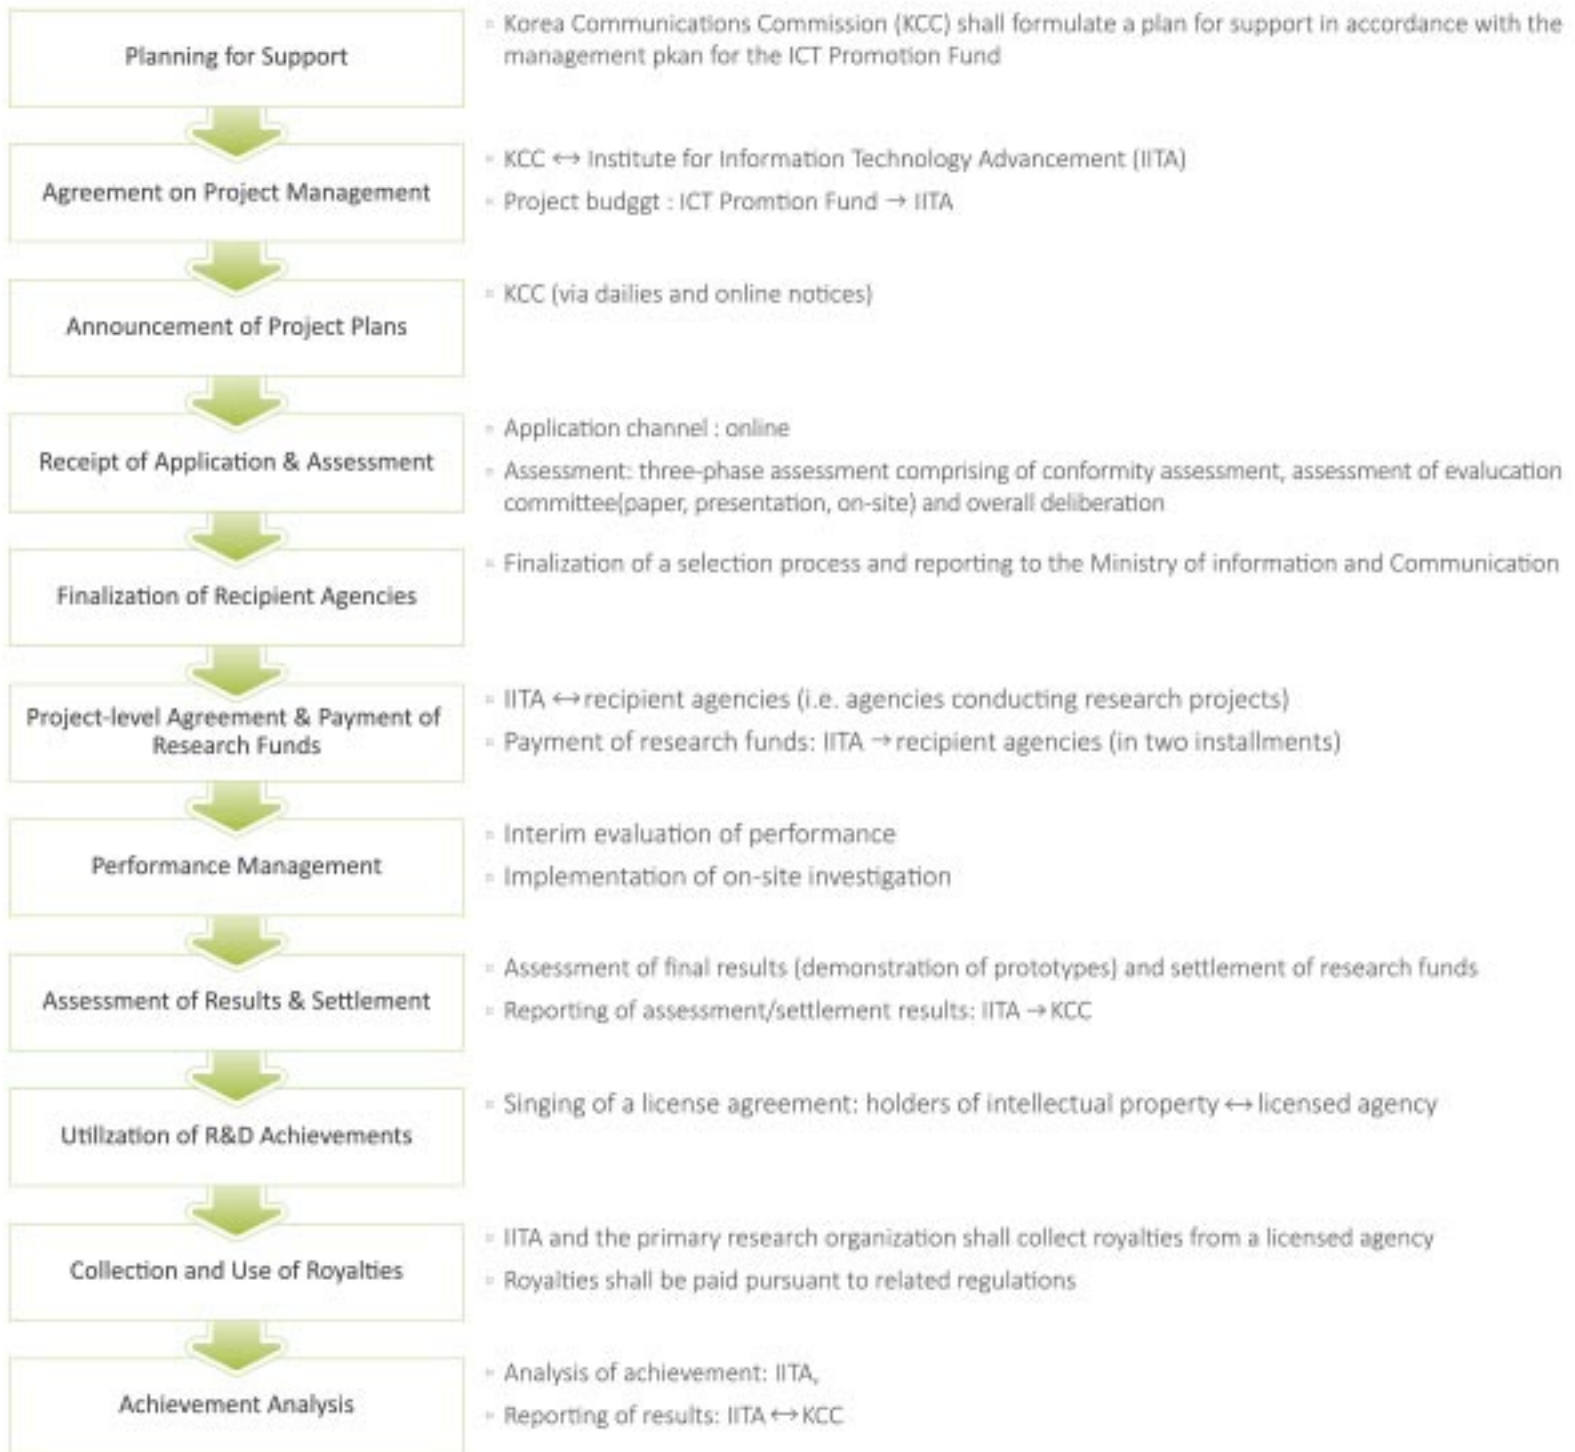 Planning for Support
▫ Korea Communications Commission (KCC) shall formulate a plan for support in accordance with the
management pkan for the ICT Promotion Fund
Agreement on Project Management
▫ KCC ↔ Institute for Information Technology Advancement (IITA)
▫ Project budggt : ICT Promtion Fund → IITA
Announcement of Project Plans
▫ KCC (via dailies and online notices)
Receipt of Application & Assessment
▫ Application channel : online
▫ Assessment: three-phase assessment comprising of conformity assessment, assessment of evalucation
committee(paper, presentation, on-site) and overall deliberation
Finalization of Recipient Agencies
▫ Finalization of a selection process and reporting to the Ministry of information and Communication
Project-level Agreement & Payment of
Research Funds
▫ IITA ↔ recipient agencies (i.e. agencies conducting research projects)
▫ Payment of research funds: IITA → recipient agencies (in two installments)
Performance Management
▫ Interim evaluation of performance
▫ Implementation of on-site investigation
Assessment of Results & Settlement
▫ Assessment of final results (demonstration of prototypes) and settlement of research funds
▫ Reporting of assessment/settlement results: IITA → KCC
Utilization of R&D Achievements
▫ Singing of a license agreement: holders of intellectual property ↔ licensed agency
Collection and Use of Royalties
▫ IITA and the primary research organization shall collect royalties from a licensed agency
▫ Royalties shall be paid pursuant to related regulations
Achievement Analysis
▫ Analysis of achievement: IITA,
▫ Reporting of results: IITA ↔ KCC